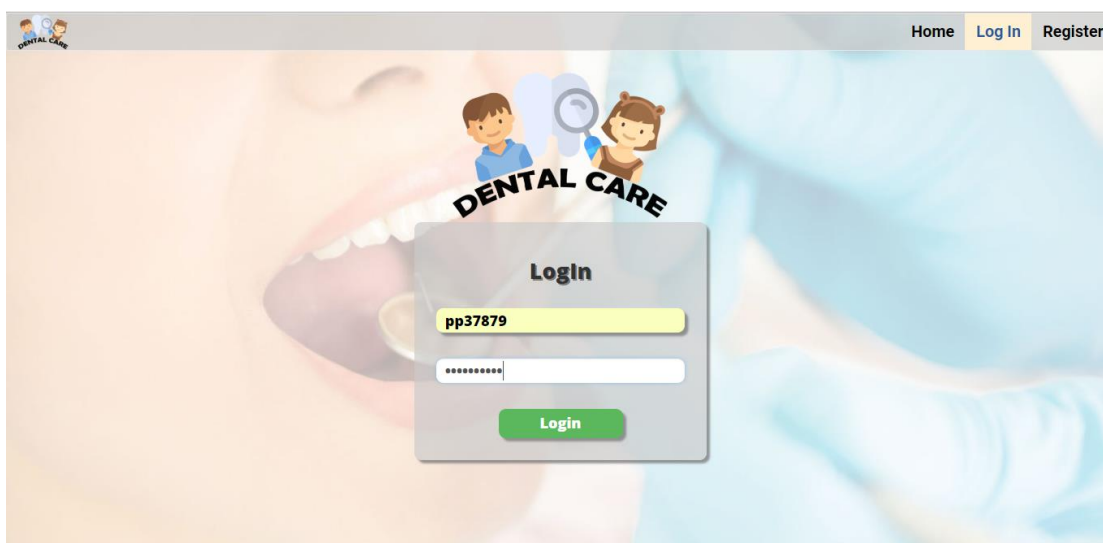 DENTAL CARE
Home Log In Register
DENTAL CARE
LogIn
pp37879
••••••••••
Login